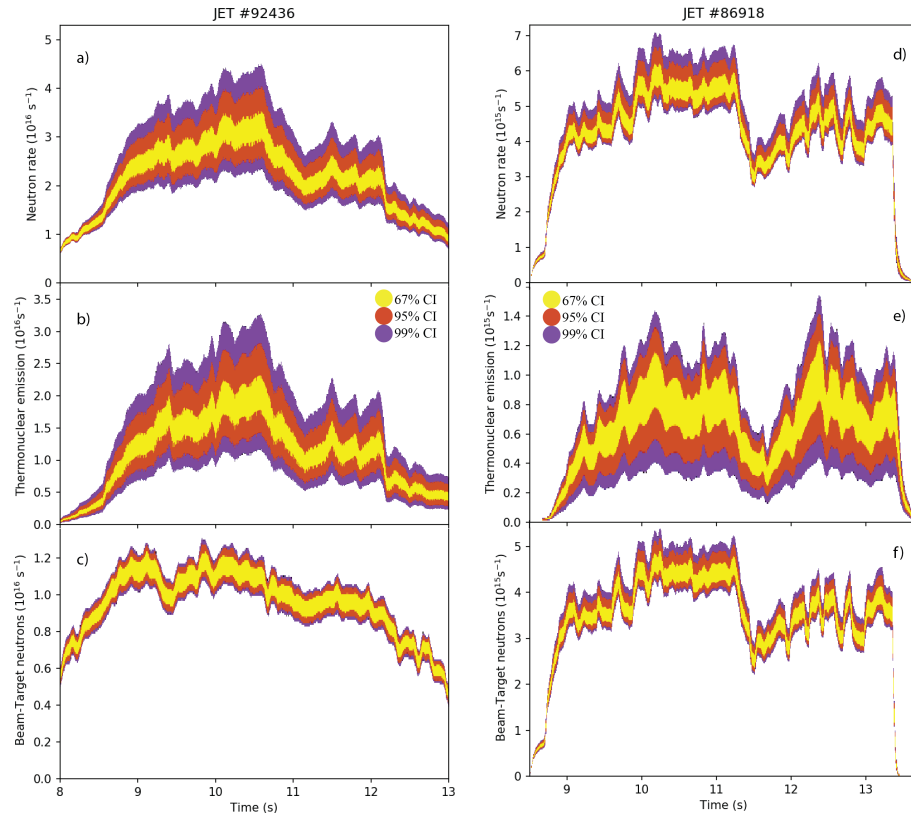 JET #92436
a)
Neutron rate (10¹⁶ s⁻¹)
5
4
3
2
1
0
b)
67% CI
95% CI
99% CI
Thermonuclear emission (10¹⁶s⁻¹)
3.5
3.0
2.5
2.0
1.5
1.0
0.5
0.0
c)
Beam-Target neutrons (10¹⁶ s⁻¹)
1.2
1.0
0.8
0.6
0.4
0.2
0.0
8 9 10 11 12 13
Time (s)
JET #86918
d)
Neutron rate (10¹⁵s⁻¹)
7
6
5
4
3
2
1
0
e)
67% CI
95% CI
99% CI
Thermonuclear emission (10¹⁵s⁻¹)
1.4
1.2
1.0
0.8
0.6
0.4
0.2
0.0
f)
Beam-Target neutrons (10¹⁵s⁻¹)
5
4
3
2
1
0
9 10 11 12 13
Time (s)